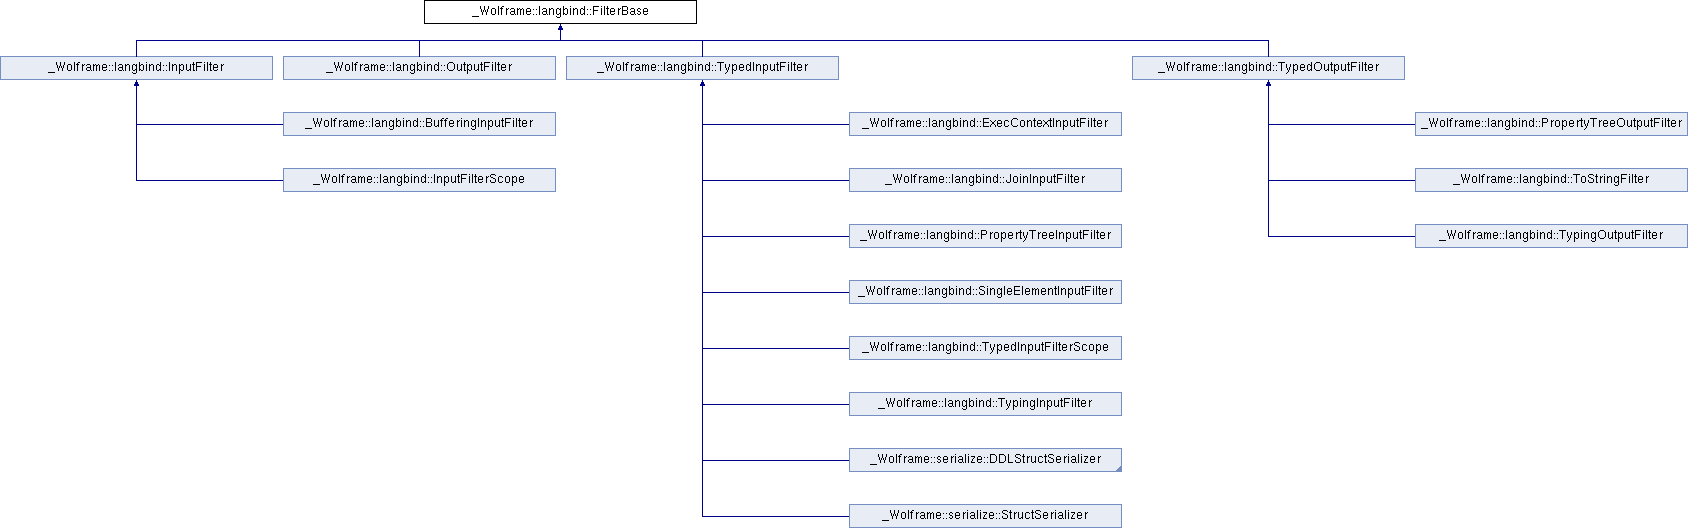 _Wolframe::langbind::FilterBase
_Wolframe::langbind::InputFilter
_Wolframe::langbind::OutputFilter
_Wolframe::langbind::TypedInputFilter
_Wolframe::langbind::TypedOutputFilter
_Wolframe::langbind::BufferingInputFilter
_Wolframe::langbind::ExecContextInputFilter
_Wolframe::langbind::PropertyTreeOutputFilter
_Wolframe::langbind::InputFilterScope
_Wolframe::langbind::JoinInputFilter
_Wolframe::langbind::ToStringFilter
_Wolframe::langbind::PropertyTreeInputFilter
_Wolframe::langbind::TypingOutputFilter
_Wolframe::langbind::SingleElementInputFilter
_Wolframe::langbind::TypedInputFilterScope
_Wolframe::langbind::TypingInputFilter
_Wolframe::serialize::DDLStructSerializer
_Wolframe::serialize::StructSerializer